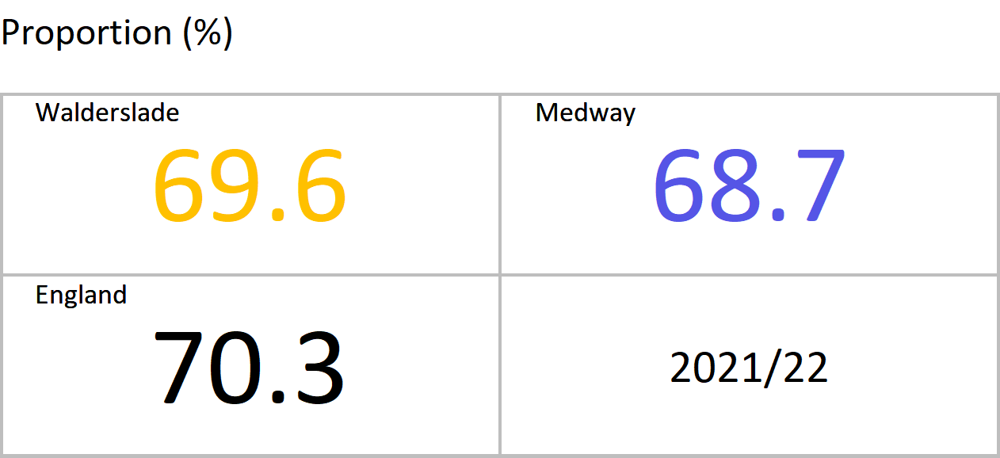 Proportion (%)
Walderslade
69.6
Medway
68.7
England
70.3
2021/22